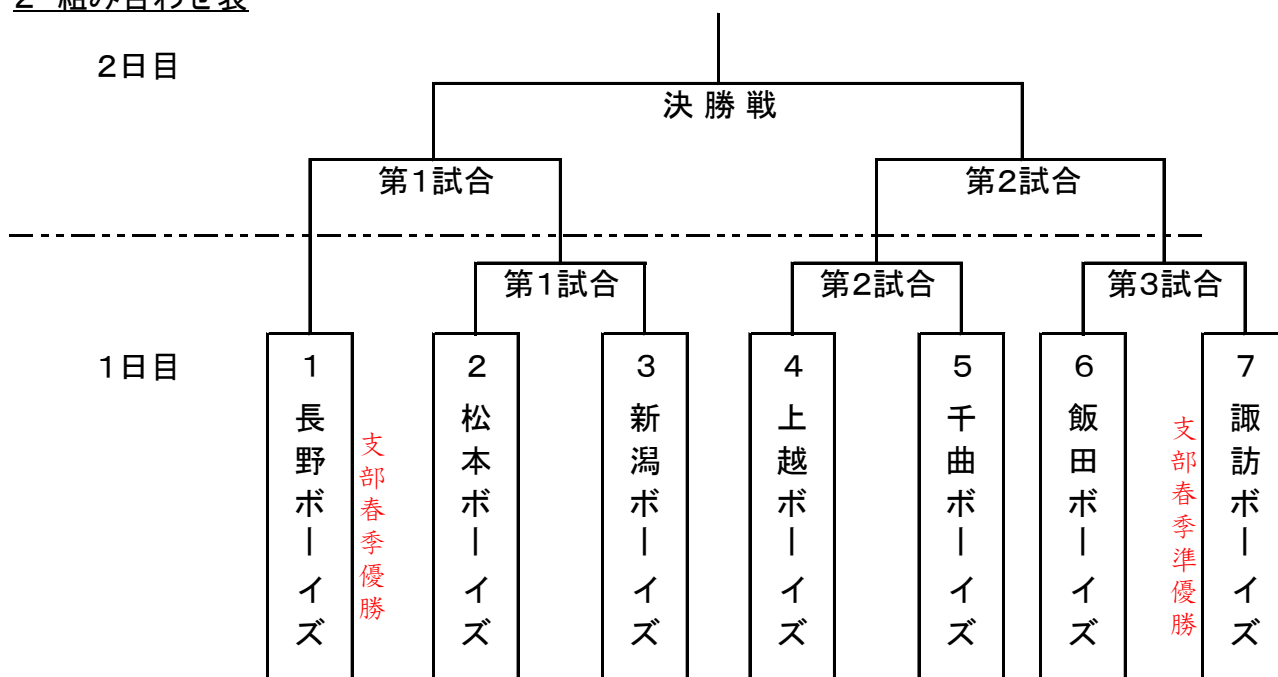 2 組み合わせ表
2日目
決勝戦
第1試合
第2試合
第1試合
第2試合
第3試合
1日目
1 長野ボーイズ
支部春季優勝
2 松本ボーイズ
3 新潟ボーイズ
4 上越ボーイズ
5 千曲ボーイズ
6 飯田ボーイズ
支部春季準優勝
7 諏訪ボーイズ